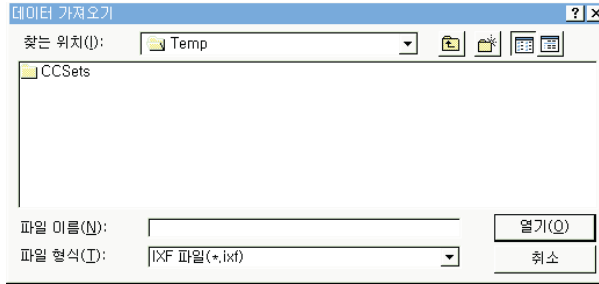 데이터 가져오기
찾는 위치(I): Temp
CCSets
파일 이름(N):
열기(O)
파일 형식(T): IXF 파일(*.ixf)
취소